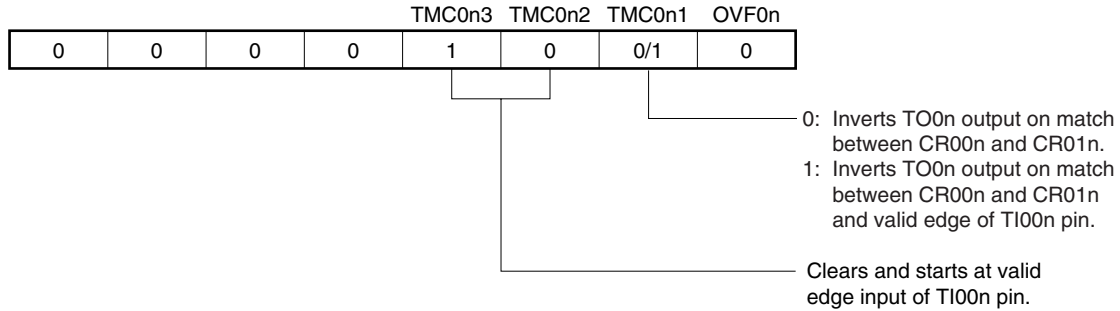 TMC0n3 TMC0n2 TMC0n1 OVF0n
0 0 0 0 1 0 0/1 0
0: Inverts TO0n output on match
between CR00n and CR01n.
1: Inverts TO0n output on match
between CR00n and CR01n
and valid edge of TI00n pin.
Clears and starts at valid
edge input of TI00n pin.